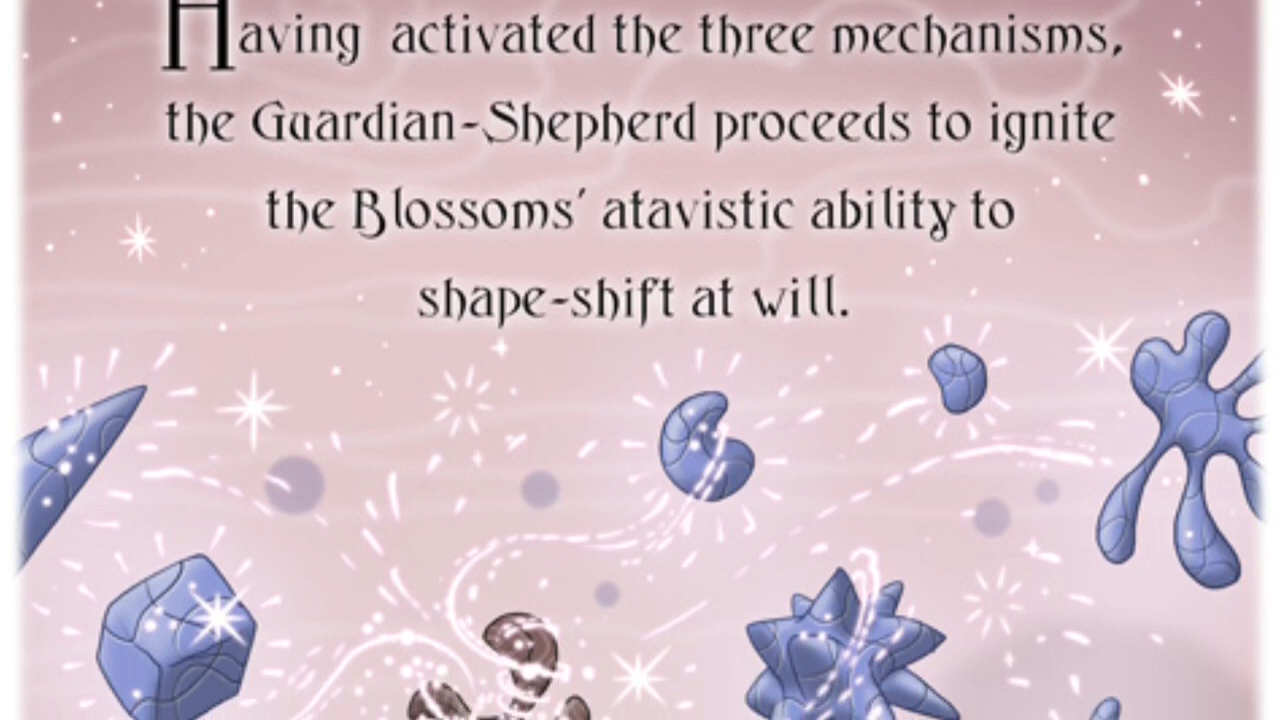 Having activated the three mechanisms,
the Guardian-Shepherd proceeds to ignite
the Blossoms' atavistic ability to
shape-shift at will.